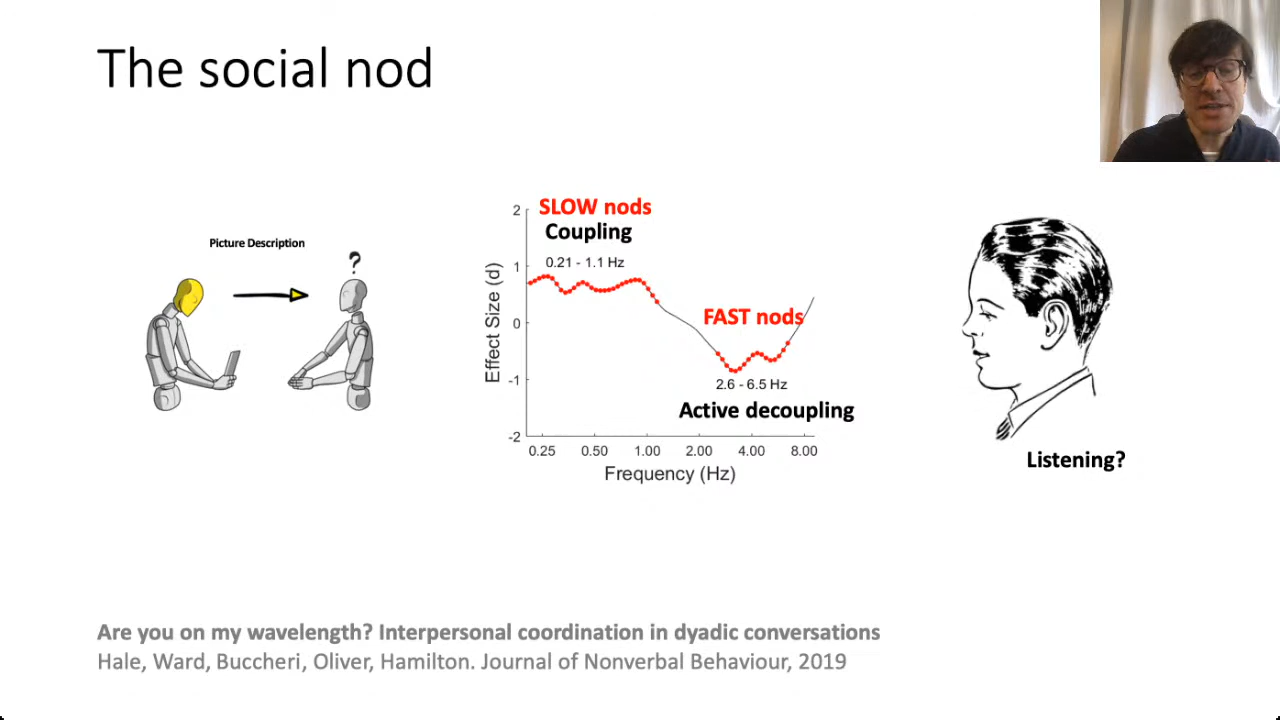 The social nod
Picture Description
?
SLOW nods
Coupling
0.21 - 1.1 Hz
FAST nods
2.6 - 6.5 Hz
Active decoupling
2
1
0
-1
-2
Effect Size (d)
0.25 0.50 1.00 2.00 4.00 8.00
Frequency (Hz)
Listening?
Are you on my wavelength? Interpersonal coordination in dyadic conversations
Hale, Ward, Buccheri, Oliver, Hamilton. Journal of Nonverbal Behaviour, 2019